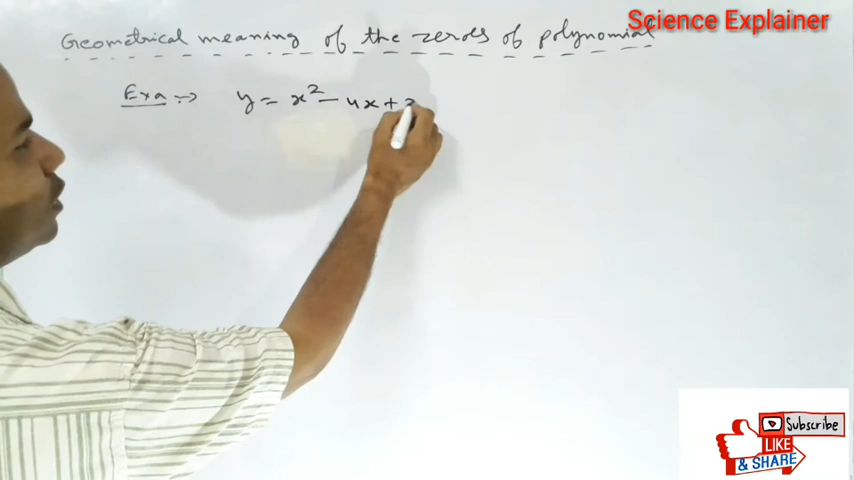 Science Explainer
Geometrical meaning of the zeroes of polynomial
Exa :-> y = x² - 4x +
Subscribe
LIKE
& SHARE